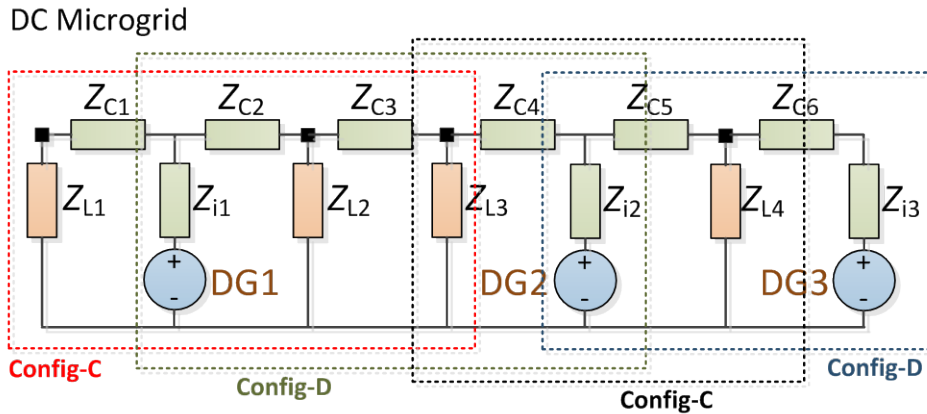 DC Microgrid
ZC1 ZC2 ZC3 ZC4 ZC5 ZC6
ZL1 Zi1 ZL2 ZL3 Zi2 ZL4 Zi3
+ + +
DG1 DG2 DG3
- - -
Config-C Config-D Config-C Config-D